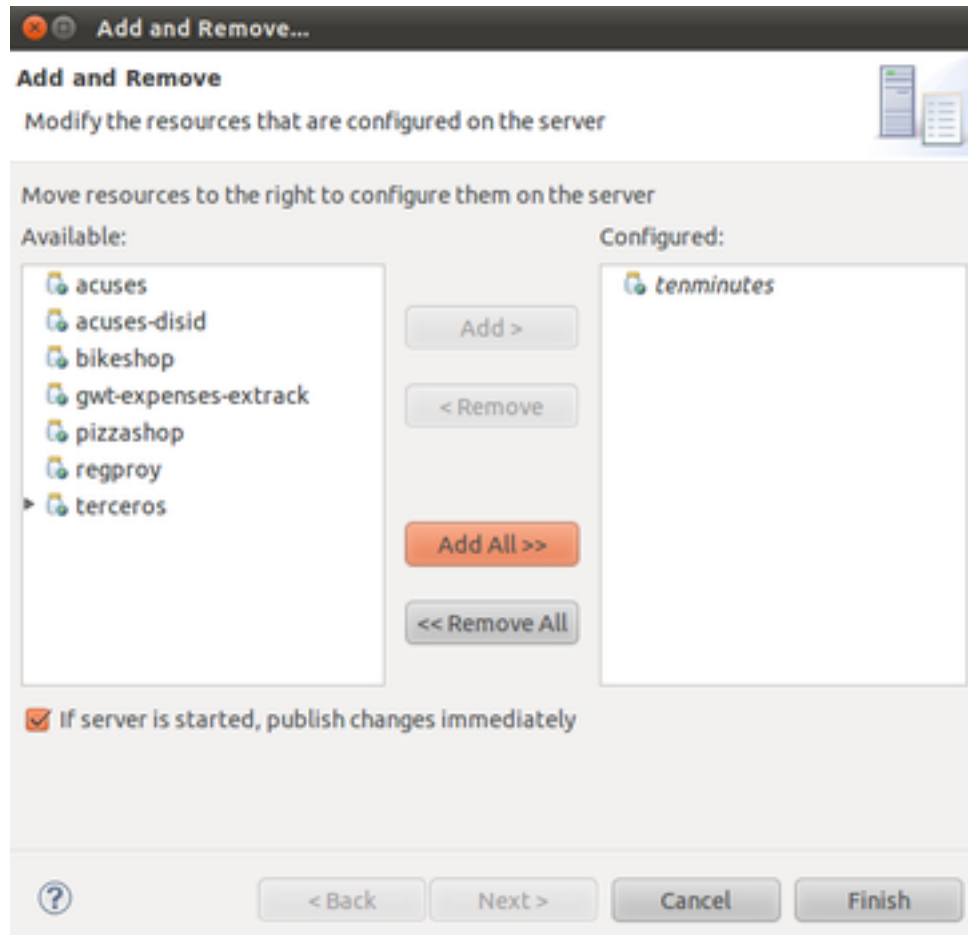 Add and Remove...
Add and Remove
Modify the resources that are configured on the server
Move resources to the right to configure them on the server
Available:
acuses
acuses-disid
bikeshop
gwt-expenses-extrack
pizzashop
regproy
terceros
Add >
< Remove
Add All >>
<< Remove All
Configured:
tenminutes
If server is started, publish changes immediately
?
< Back
Next >
Cancel
Finish